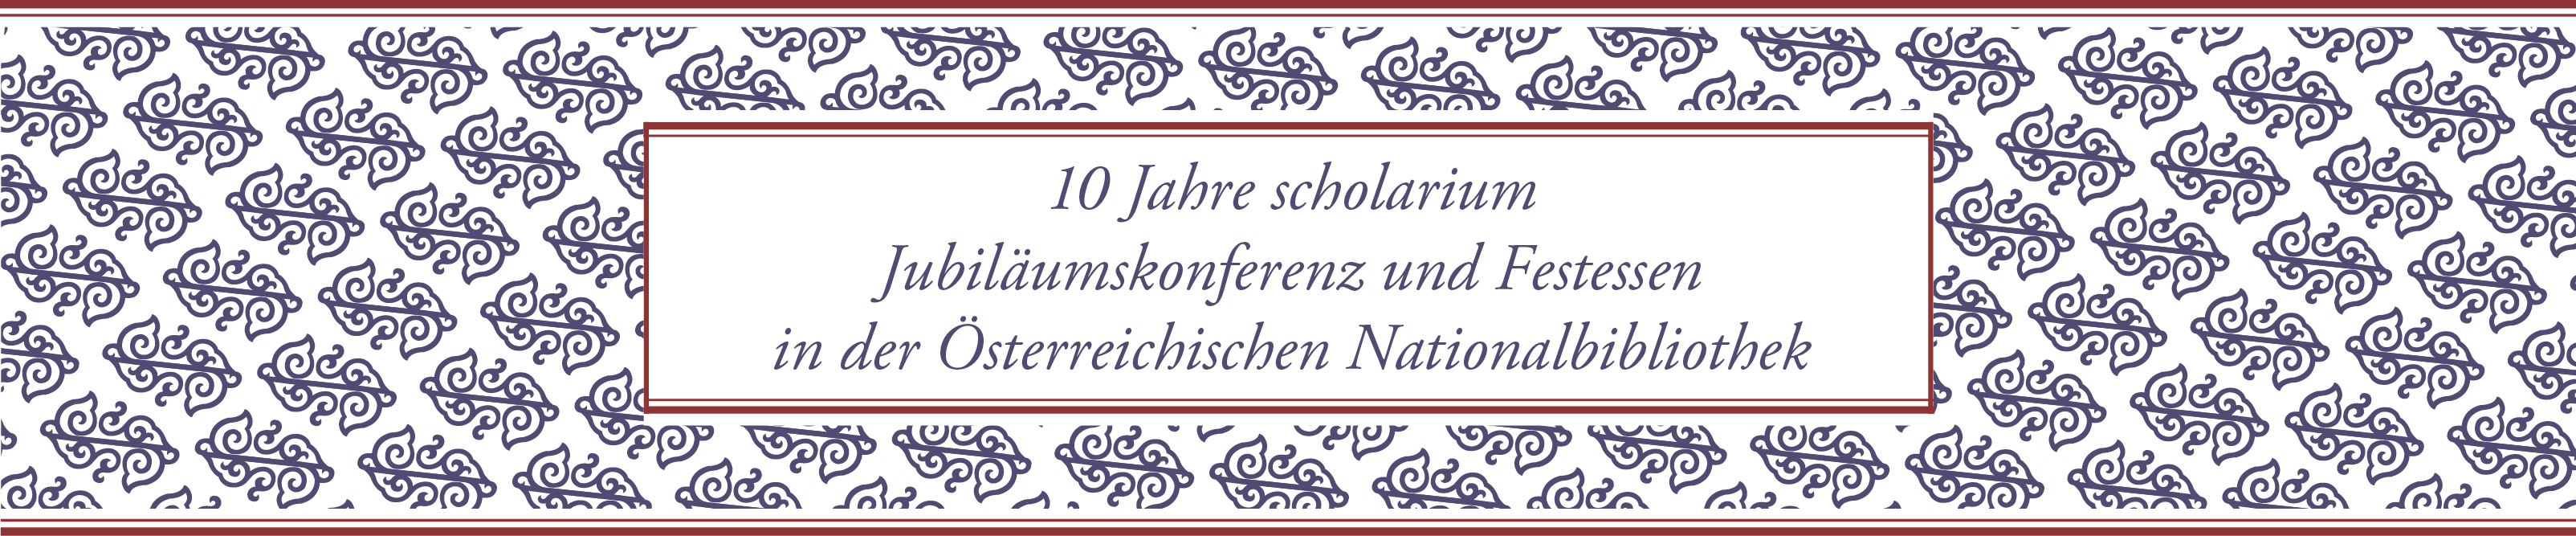 10 Jahre scholarium
Jubiläumskonferenz und Festessen
in der Österreichischen Nationalbibliothek